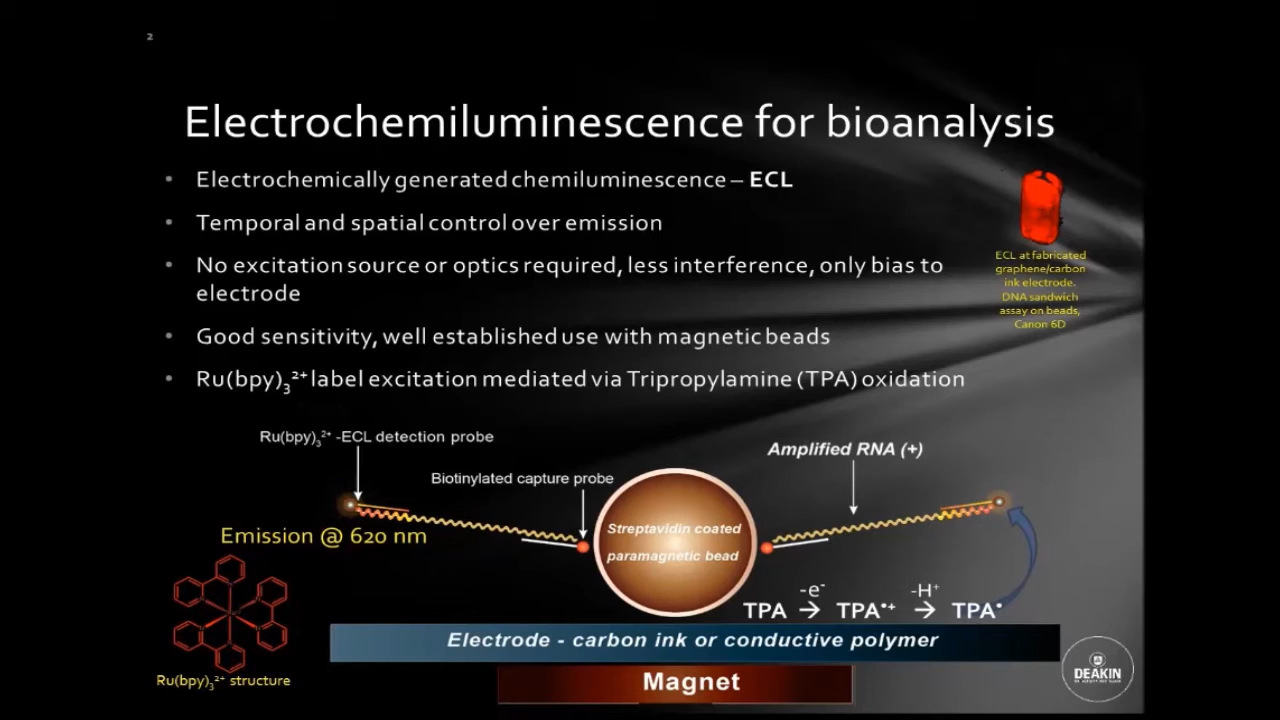 2
Electrochemiluminescence for bioanalysis
• Electrochemically generated chemiluminescence – ECL
• Temporal and spatial control over emission
• No excitation source or optics required, less interference, only bias to
electrode
• Good sensitivity, well established use with magnetic beads
• Ru(bpy)₃²⁺ label excitation mediated via Tripropylamine (TPA) oxidation
ECL at fabricated
graphene/carbon
ink electrode.
DNA sandwich
assay on beads,
Canon 6D
Ru(bpy)₃²⁺ -ECL detection probe
Biotinylated capture probe
Amplified RNA (+)
Emission @ 620 nm
Streptavidin coated
paramagnetic bead
-e⁻ -H⁺
TPA → TPA•⁺ → TPA•
Electrode - carbon ink or conductive polymer
Ru(bpy)₃²⁺ structure
Magnet
DEAKIN